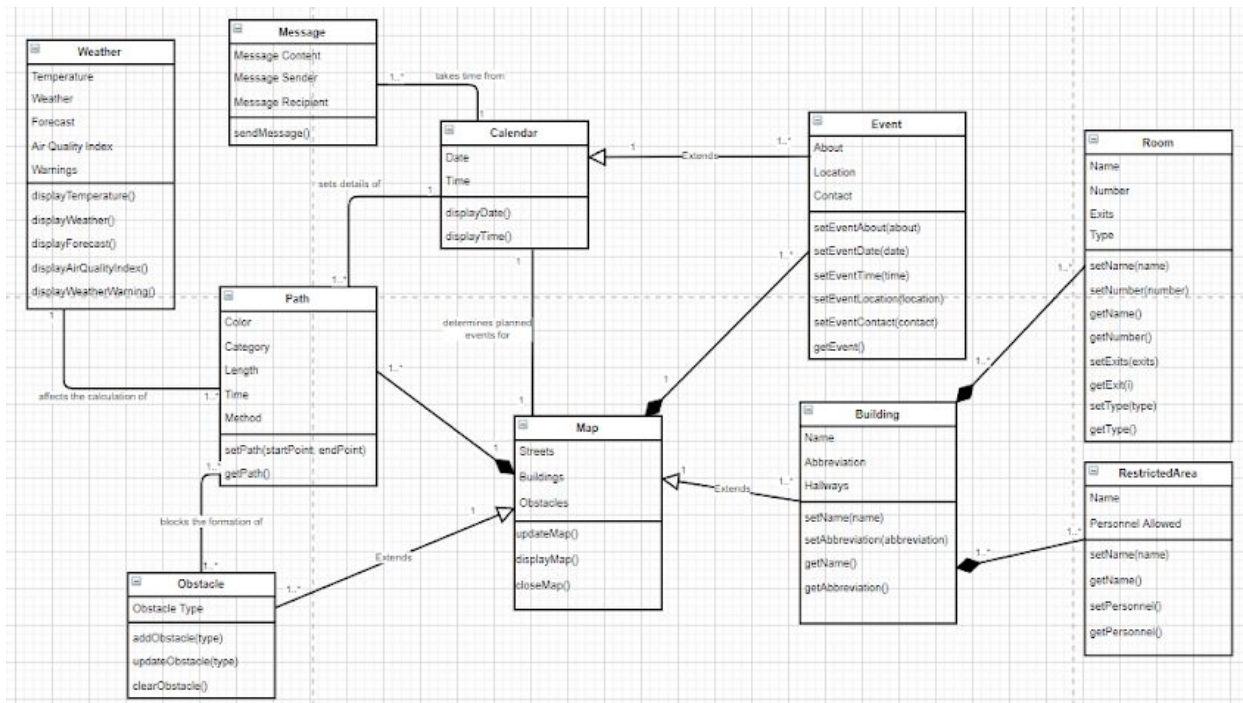 Weather
Temperature
Weather
Forecast
Air Quality Index
Warnings
displayTemperature()
displayWeather()
displayForecast()
displayAirQualityIndex()
displayWeatherWarning()
1
affects the calculation of
1..*
Message
Message Content
Message Sender
Message Recipient
sendMessage()
1..*
takes time from
1
Calendar
Date
Time
displayDate()
displayTime()
1
sets details of
1..*
1
Extends
1..*
Event
About
Location
Contact
setEventAbout(about)
setEventDate(date)
setEventTime(time)
setEventLocation(location)
setEventContact(contact)
getEvent()
1..*
1
Room
Name
Number
Exits
Type
setName(name)
setNumber(number)
getName()
getNumber()
setExits(exits)
getExit(i)
setType(type)
getType()
1..*
1..*
Path
Color
Category
Length
Time
Method
setPath(startPoint, endPoint)
getPath()
1..*
1
1
determines planned
events for
1
Map
Streets
Buildings
Obstacles
updateMap()
displayMap()
closeMap()
1
Extends
1..*
Building
Name
Abbreviation
Hallways
setName(name)
setAbbreviation(abbreviation)
getName()
getAbbreviation()
1..*
1..*
RestrictedArea
Name
Personnel Allowed
setName(name)
getName()
setPersonnel()
getPersonnel()
1..*
blocks the formation of
1..*
Obstacle
Obstacle Type
addObstacle(type)
updateObstacle(type)
clearObstacle()
1..*
Extends
1